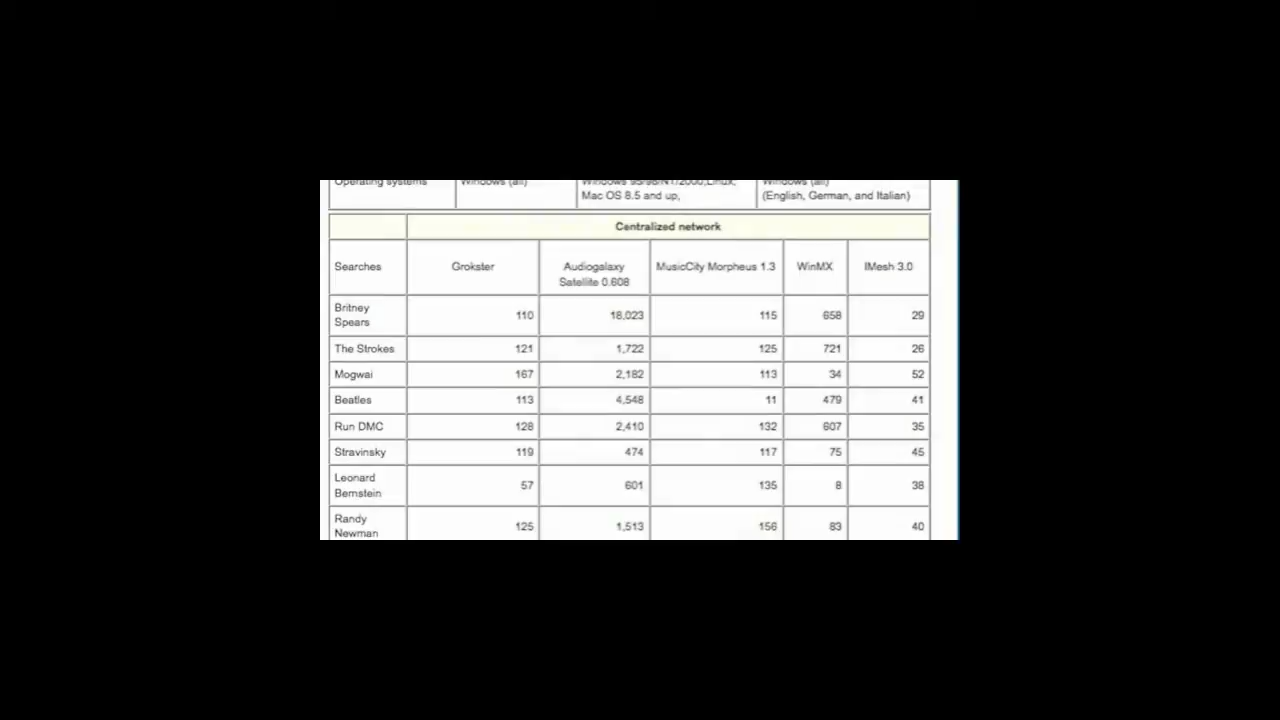 Operating systems Windows (all) Windows 95/98/NT/2000,Linux, Windows (all)
Mac OS 8.5 and up, (English, German, and Italian)
Centralized network
Searches Grokster Audiogalaxy MusicCity Morpheus 1.3 WinMX IMesh 3.0
Satellite 0.608
Britney
Spears 110 18,023 115 658 29
The Strokes 121 1,722 125 721 26
Mogwai 167 2,182 113 34 52
Beatles 113 4,548 11 479 41
Run DMC 128 2,410 132 607 35
Stravinsky 119 474 117 75 45
Leonard
Bernstein 57 601 135 8 38
Randy
Newman 125 1,513 156 83 40